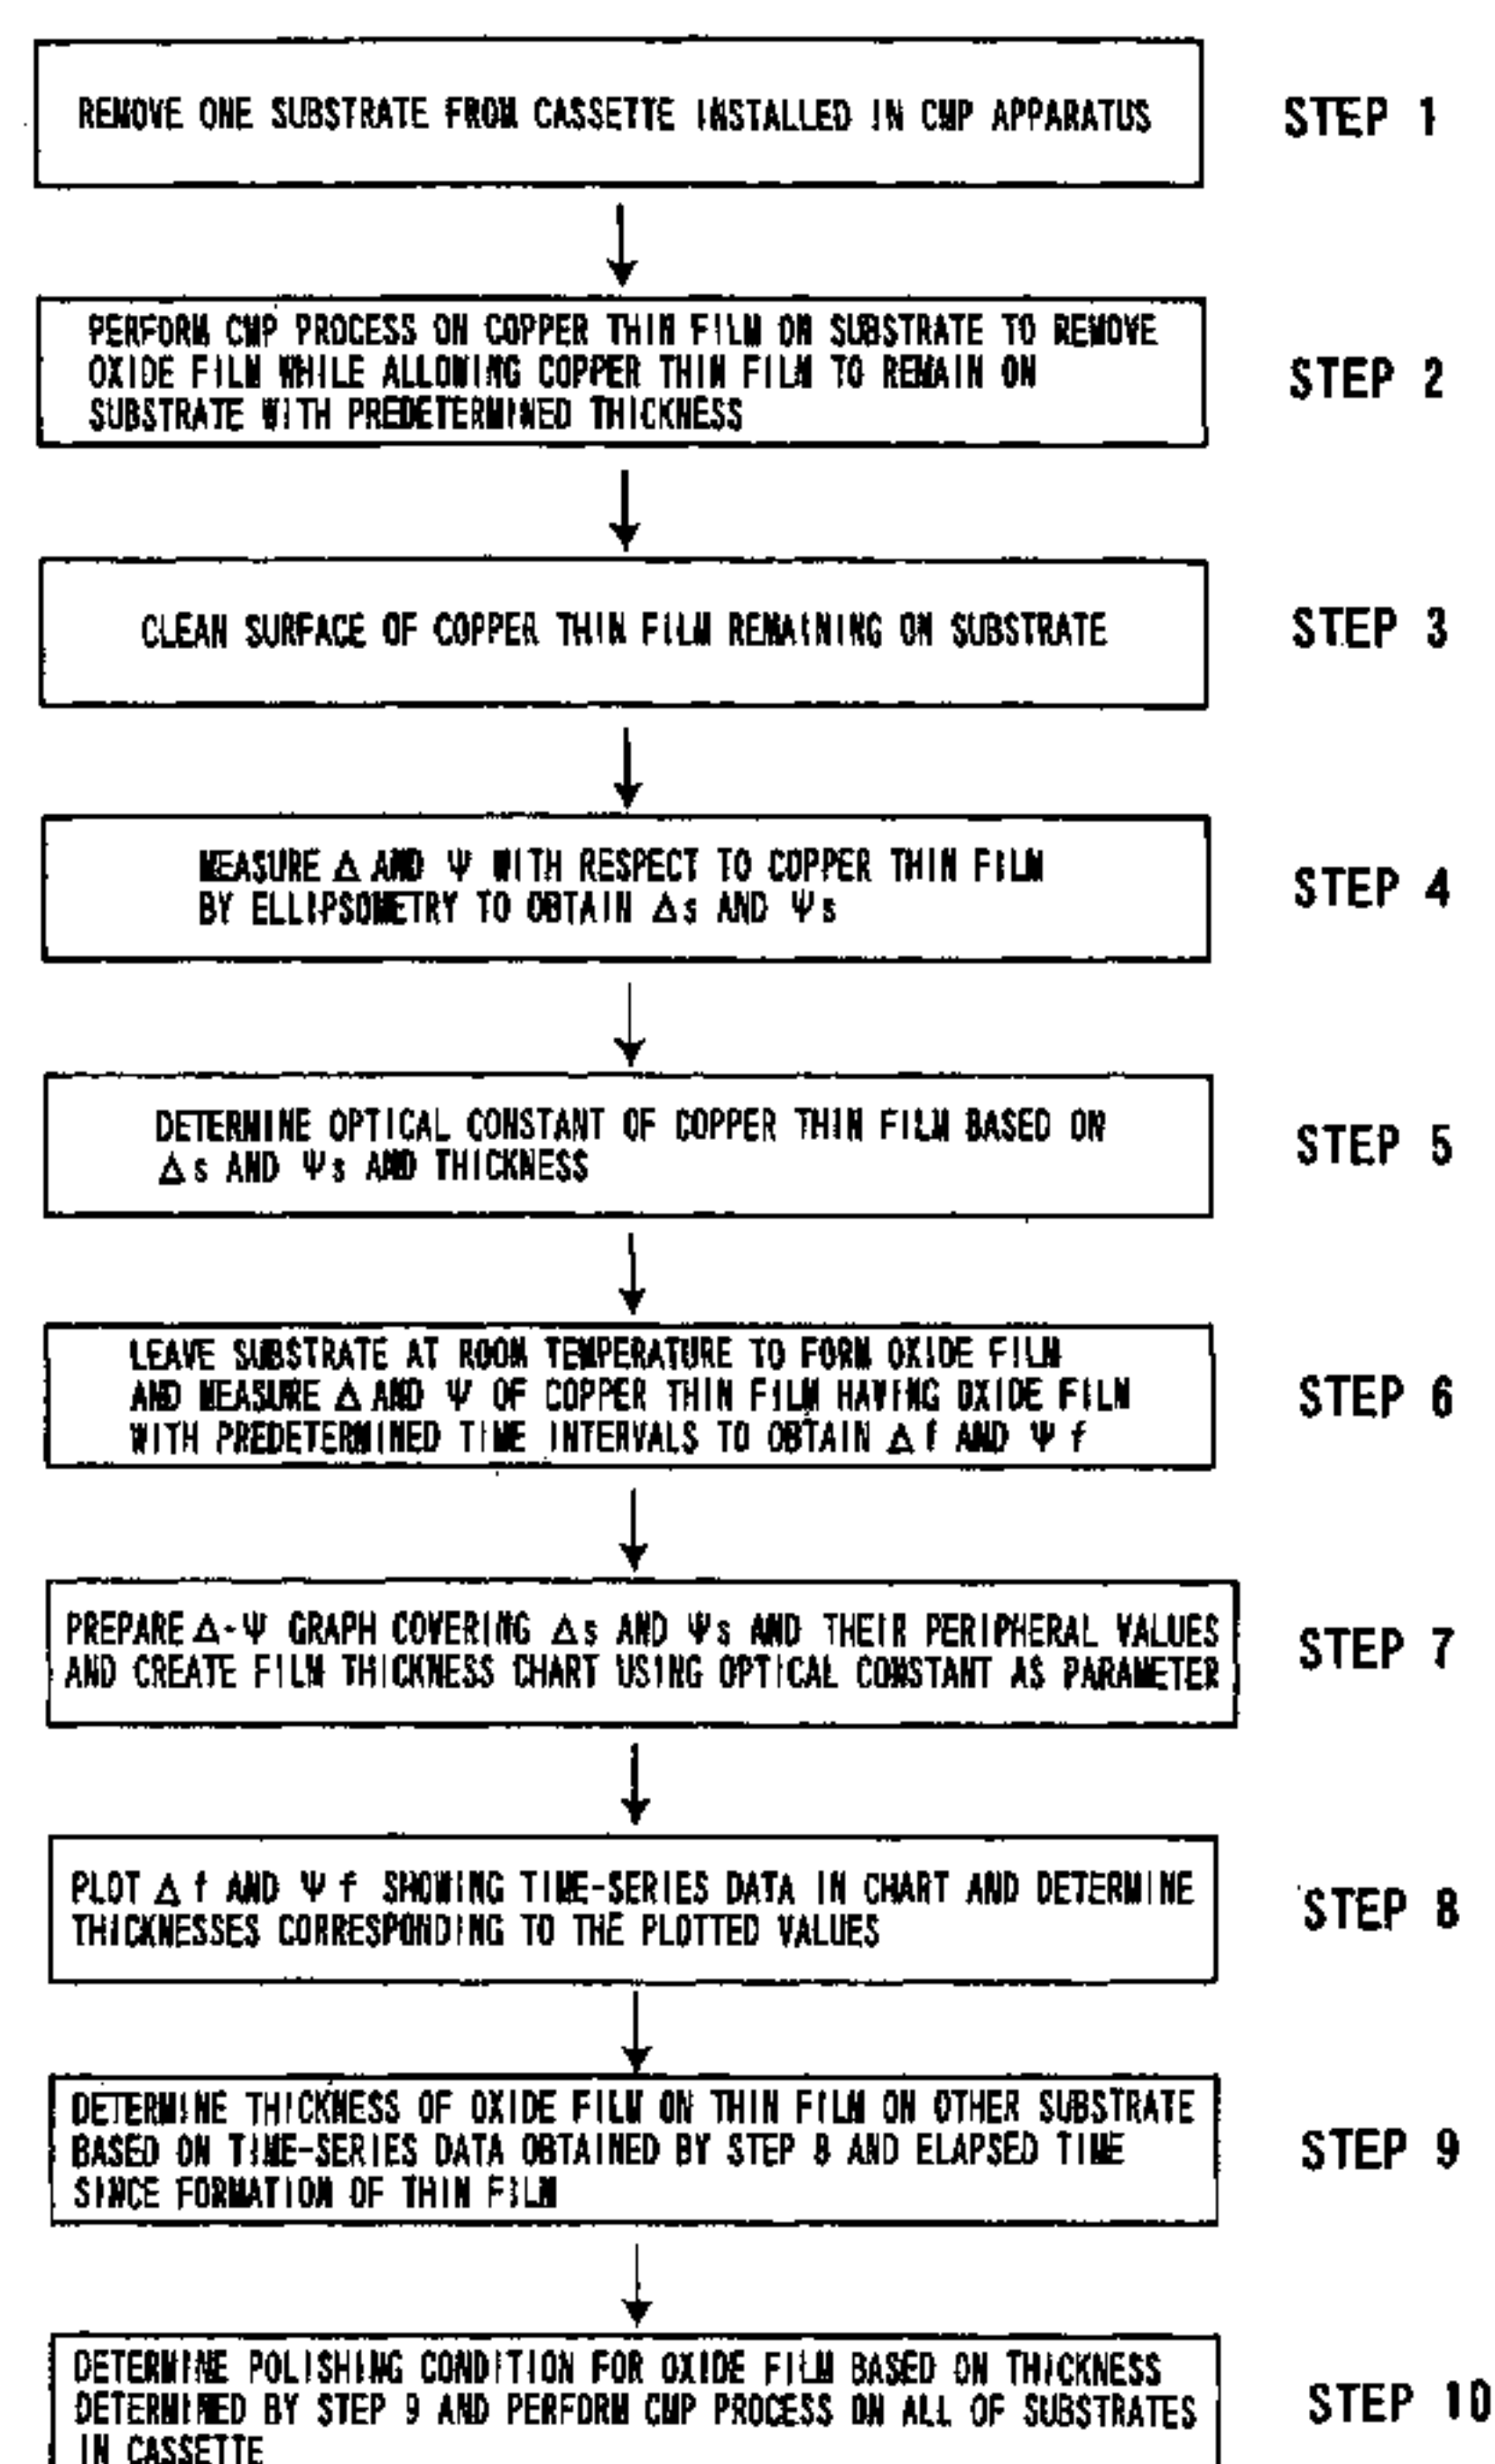 REMOVE ONE SUBSTRATE FROM CASSETTE INSTALLED IN CMP APPARATUS
STEP 1
PERFORM CMP PROCESS ON COPPER THIN FILM ON SUBSTRATE TO REMOVE
OXIDE FILM WHILE ALLOWING COPPER THIN FILM TO REMAIN ON
SUBSTRATE WITH PREDETERMINED THICKNESS
STEP 2
CLEAN SURFACE OF COPPER THIN FILM REMAINING ON SUBSTRATE
STEP 3
MEASURE Δ AND Ψ WITH RESPECT TO COPPER THIN FILM
BY ELLIPSOMETRY TO OBTAIN Δs AND Ψs
STEP 4
DETERMINE OPTICAL CONSTANT OF COPPER THIN FILM BASED ON
Δs AND Ψs AND THICKNESS
STEP 5
LEAVE SUBSTRATE AT ROOM TEMPERATURE TO FORM OXIDE FILM
AND MEASURE Δ AND Ψ OF COPPER THIN FILM HAVING OXIDE FILM
WITH PREDETERMINED TIME INTERVALS TO OBTAIN Δf AND Ψf
STEP 6
PREPARE Δ-Ψ GRAPH COVERING Δs AND Ψs AND THEIR PERIPHERAL VALUES
AND CREATE FILM THICKNESS CHART USING OPTICAL CONSTANT AS PARAMETER
STEP 7
PLOT Δf AND Ψf SHOWING TIME-SERIES DATA IN CHART AND DETERMINE
THICKNESSES CORRESPONDING TO THE PLOTTED VALUES
STEP 8
DETERMINE THICKNESS OF OXIDE FILM ON THIN FILM ON OTHER SUBSTRATE
BASED ON TIME-SERIES DATA OBTAINED BY STEP 8 AND ELAPSED TIME
SINCE FORMATION OF THIN FILM
STEP 9
DETERMINE POLISHING CONDITION FOR OXIDE FILM BASED ON THICKNESS
DETERMINED BY STEP 9 AND PERFORM CMP PROCESS ON ALL OF SUBSTRATES
IN CASSETTE
STEP 10